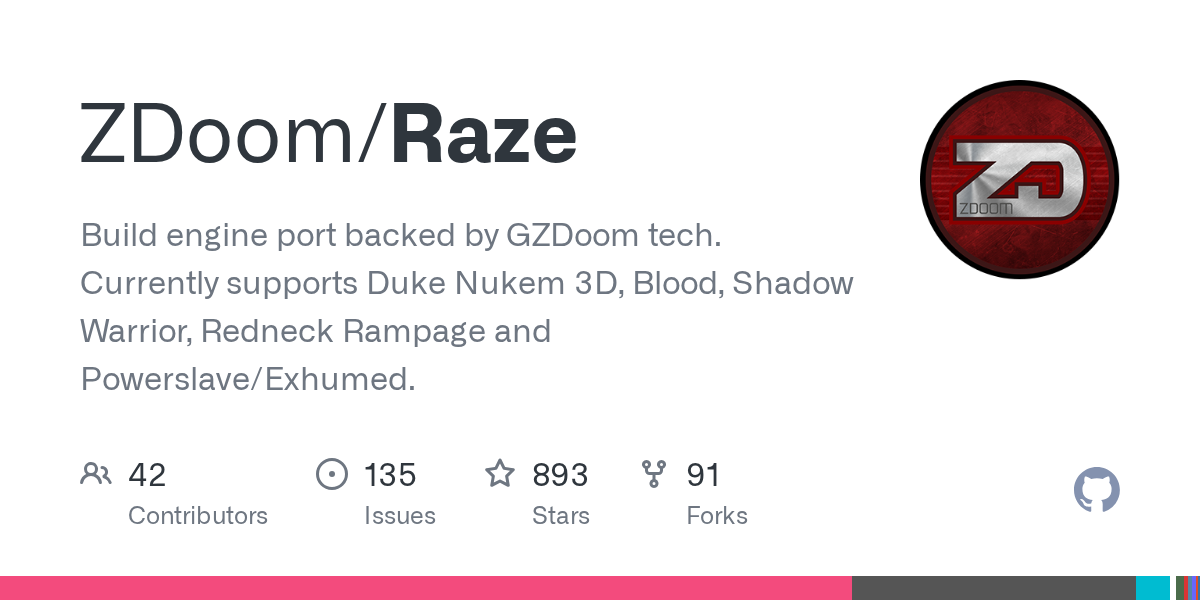 ZDoom/Raze
ZDOOM
Build engine port backed by GZDoom tech.
Currently supports Duke Nukem 3D, Blood, Shadow
Warrior, Redneck Rampage and
Powerslave/Exhumed.
42 135 893 91
Contributors Issues Stars Forks